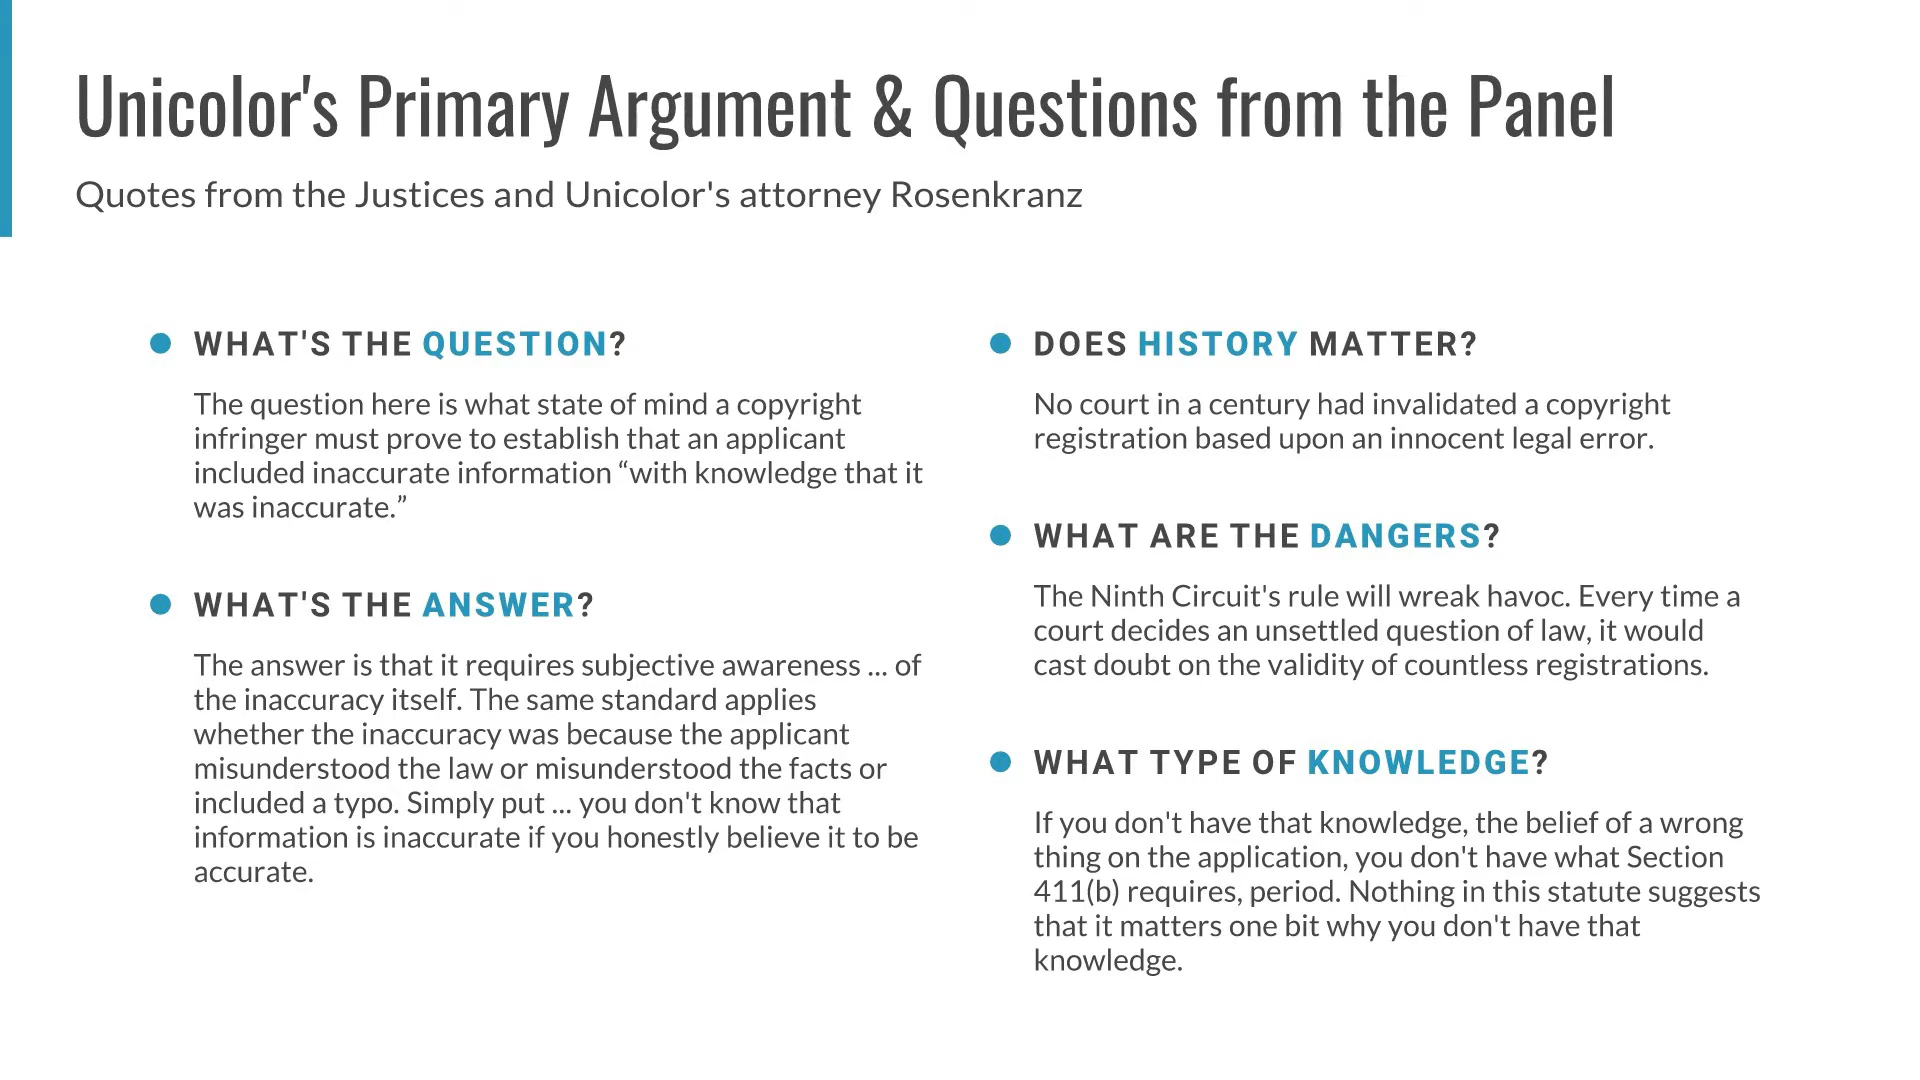 Unicolor's Primary Argument & Questions from the Panel
Quotes from the Justices and Unicolor's attorney Rosenkranz
WHAT'S THE QUESTION?
The question here is what state of mind a copyright
infringer must prove to establish that an applicant
included inaccurate information “with knowledge that it
was inaccurate.”
WHAT'S THE ANSWER?
The answer is that it requires subjective awareness ... of
the inaccuracy itself. The same standard applies
whether the inaccuracy was because the applicant
misunderstood the law or misunderstood the facts or
included a typo. Simply put ... you don't know that
information is inaccurate if you honestly believe it to be
accurate.
DOES HISTORY MATTER?
No court in a century had invalidated a copyright
registration based upon an innocent legal error.
WHAT ARE THE DANGERS?
The Ninth Circuit's rule will wreak havoc. Every time a
court decides an unsettled question of law, it would
cast doubt on the validity of countless registrations.
WHAT TYPE OF KNOWLEDGE?
If you don't have that knowledge, the belief of a wrong
thing on the application, you don't have what Section
411(b) requires, period. Nothing in this statute suggests
that it matters one bit why you don't have that
knowledge.